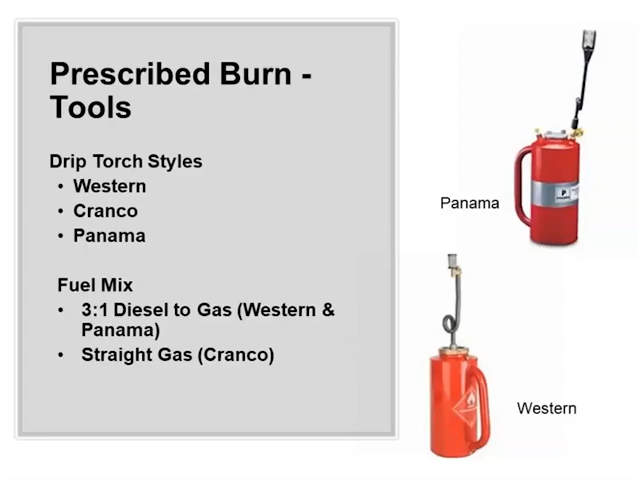 Prescribed Burn -
Tools
Drip Torch Styles
• Western
• Cranco
• Panama
Fuel Mix
• 3:1 Diesel to Gas (Western &
Panama)
• Straight Gas (Cranco)
Panama
Western